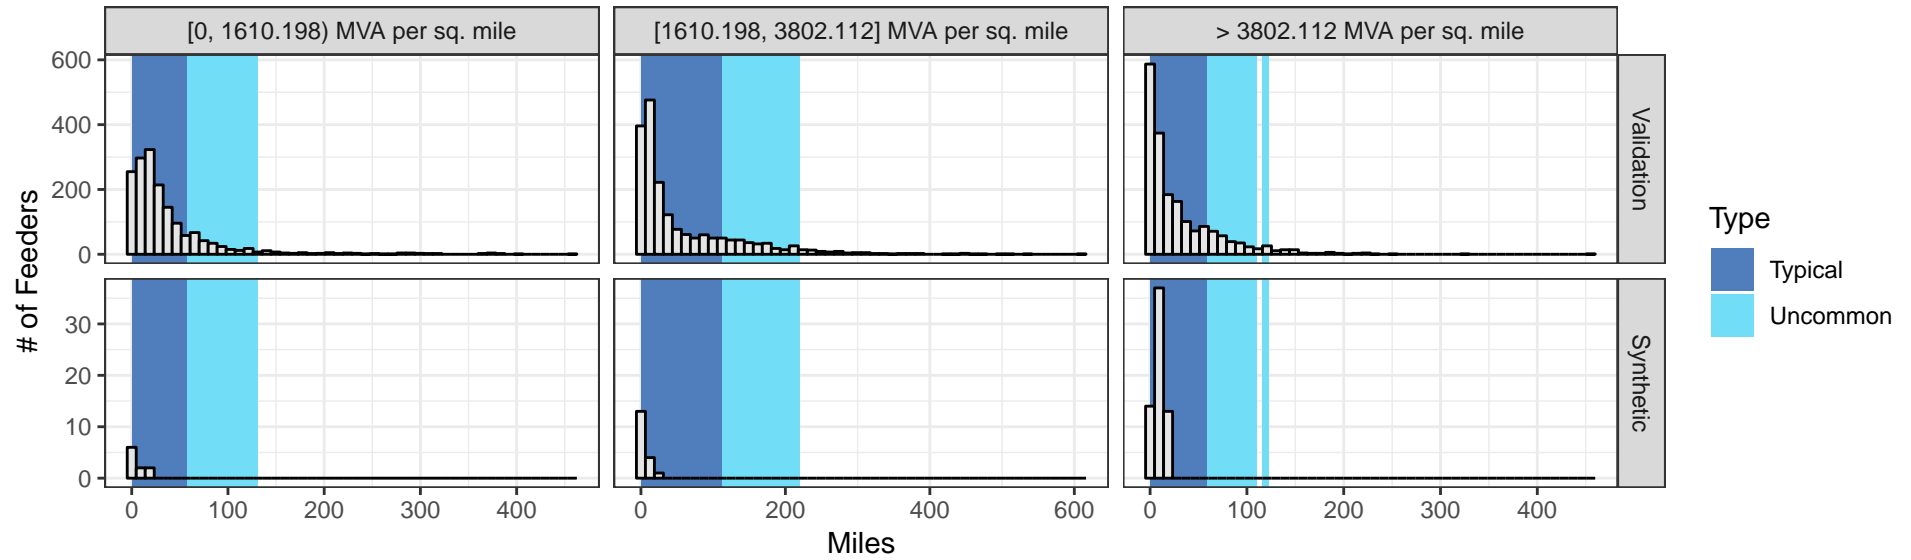 [0, 1610.198) MVA per sq. mile
[1610.198, 3802.112] MVA per sq. mile
> 3802.112 MVA per sq. mile
# of Feeders
600
400
200
0
Validation
30
20
10
0
Synthetic
0 100 200 300 400
0 200 400 600
0 100 200 300 400
Miles
Type
Typical
Uncommon